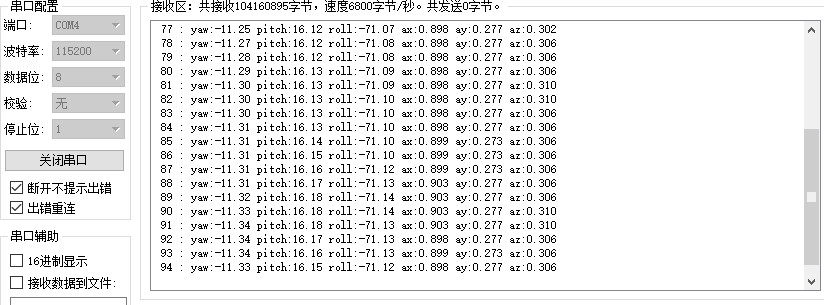 串口配置
端口: COM4
波特率: 115200
数据位: 8
校验: 无
停止位: 1
关闭串口
断开不提示出错
出错重连
串口辅助
16进制显示
接收数据到文件:
接收区: 共接收104160895字节，速度6800字节/秒。共发送0字节。
77 : yaw:-11.25 pitch:16.12 roll:-71.07 ax:0.898 ay:0.277 az:0.302
78 : yaw:-11.27 pitch:16.12 roll:-71.08 ax:0.898 ay:0.277 az:0.306
79 : yaw:-11.28 pitch:16.12 roll:-71.08 ax:0.898 ay:0.277 az:0.306
80 : yaw:-11.29 pitch:16.13 roll:-71.09 ax:0.898 ay:0.277 az:0.306
81 : yaw:-11.30 pitch:16.13 roll:-71.09 ax:0.898 ay:0.277 az:0.310
82 : yaw:-11.30 pitch:16.13 roll:-71.10 ax:0.898 ay:0.277 az:0.306
83 : yaw:-11.30 pitch:16.13 roll:-71.10 ax:0.898 ay:0.277 az:0.306
84 : yaw:-11.31 pitch:16.13 roll:-71.10 ax:0.898 ay:0.277 az:0.306
85 : yaw:-11.31 pitch:16.14 roll:-71.10 ax:0.899 ay:0.273 az:0.306
86 : yaw:-11.31 pitch:16.15 roll:-71.10 ax:0.899 ay:0.273 az:0.306
87 : yaw:-11.31 pitch:16.16 roll:-71.12 ax:0.899 ay:0.273 az:0.306
88 : yaw:-11.31 pitch:16.17 roll:-71.13 ax:0.903 ay:0.277 az:0.306
89 : yaw:-11.32 pitch:16.18 roll:-71.14 ax:0.903 ay:0.277 az:0.306
90 : yaw:-11.33 pitch:16.18 roll:-71.14 ax:0.903 ay:0.277 az:0.310
91 : yaw:-11.34 pitch:16.18 roll:-71.13 ax:0.903 ay:0.277 az:0.310
92 : yaw:-11.34 pitch:16.17 roll:-71.13 ax:0.898 ay:0.277 az:0.306
93 : yaw:-11.34 pitch:16.16 roll:-71.13 ax:0.899 ay:0.273 az:0.306
94 : yaw:-11.33 pitch:16.15 roll:-71.12 ax:0.898 ay:0.277 az:0.306